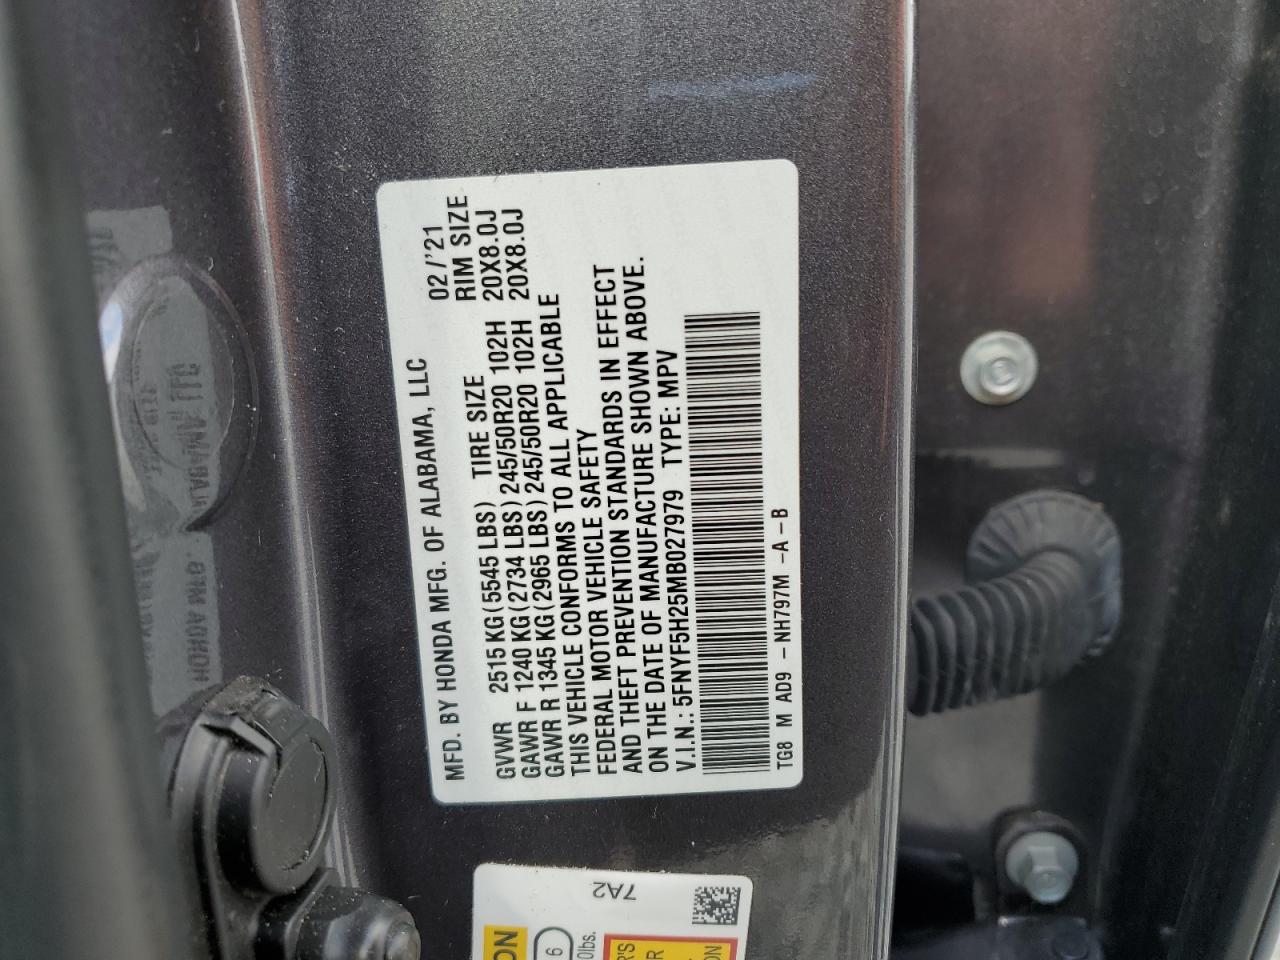 MFD. BY HONDA MFG. OF ALABAMA, LLC 02/'21
TIRE SIZE RIM SIZE
GVWR 2515KG(5545 LBS)
GAWR F 1240 KG(2734 LBS) 245/50R20 102H 20X8.0J
GAWR R 1345 KG(2965 LBS) 245/50R20 102H 20X8.0J
THIS VEHICLE CONFORMS TO ALL APPLICABLE
FEDERAL MOTOR VEHICLE SAFETY
AND THEFT PREVENTION STANDARDS IN EFFECT
ON THE DATE OF MANUFACTURE SHOWN ABOVE.
V.I.N.: 5FNYF5H25MB027979 TYPE: MPV
TG8 M AD9 -NH797M -A-B
7A2
6
0lbs.